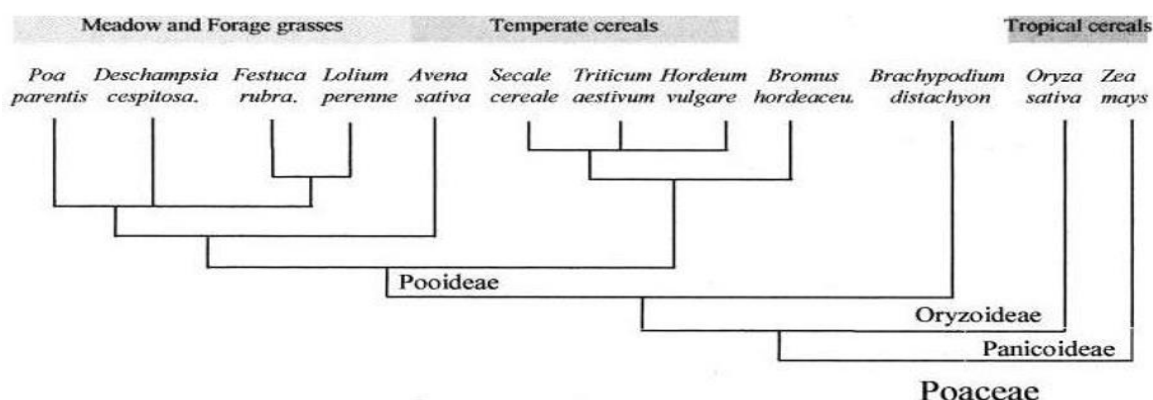 Meadow and Forage grasses Temperate cereals Tropical cereals
Poa Deschampsia Festuca Lolium Avena Secale Triticum Hordeum Bromus Brachypodium Oryza Zea
parentis cespitosa. rubra. perenne sativa cereale aestivum vulgare hordeaceu. distachyon sativa mays
Pooideae
Oryzoideae
Panicoideae
Poaceae